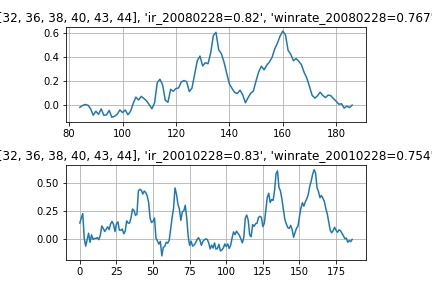 [32, 36, 38, 40, 43, 44], 'ir_20080228=0.82', 'winrate_20080228=0.767'
0.6
0.4
0.2
0.0
80 100 120 140 160 180
[32, 36, 38, 40, 43, 44], 'ir_20010228=0.83', 'winrate_20010228=0.754'
0.50
0.25
0.00
0 25 50 75 100 125 150 175